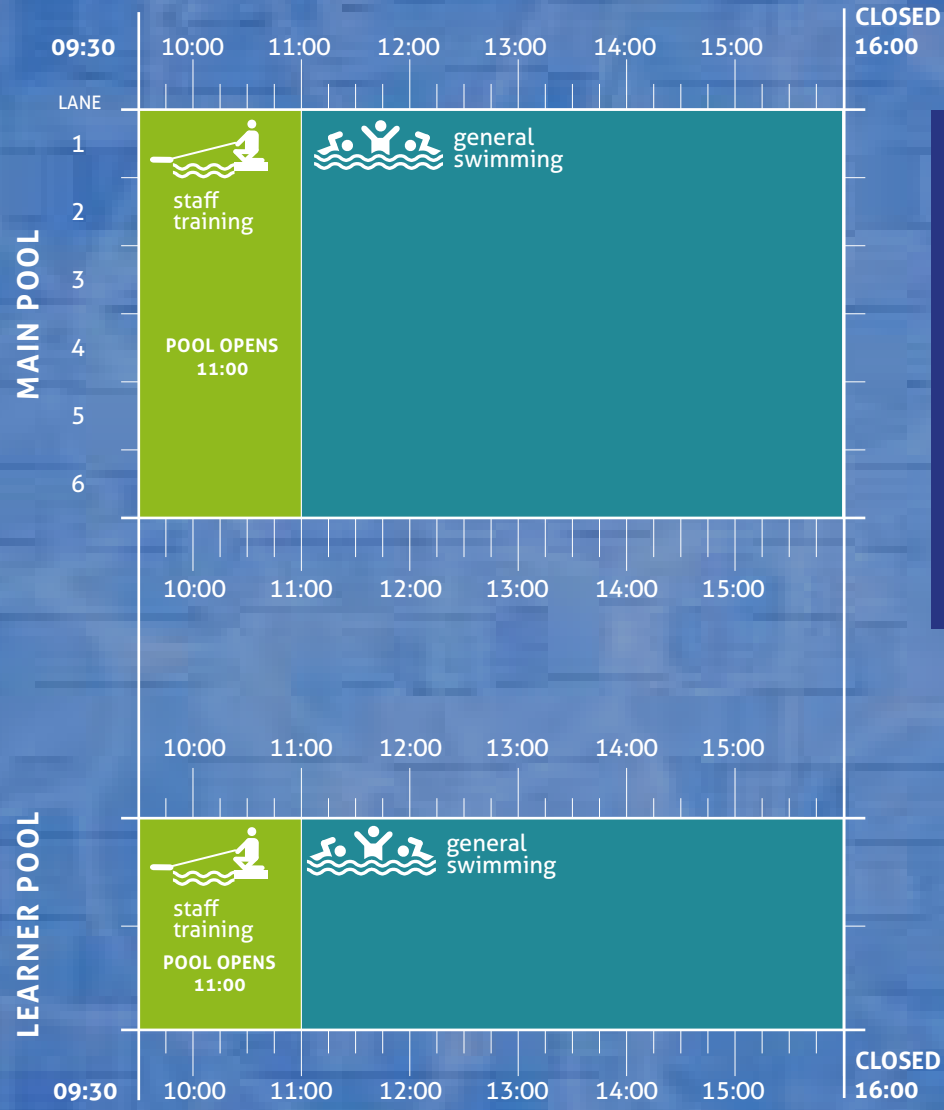 CLOSED
09:30 10:00 11:00 12:00 13:00 14:00 15:00 16:00
LANE
MAIN POOL
1
2
3
4
5
6
staff
training
POOL OPENS
11:00
general
swimming
10:00 11:00 12:00 13:00 14:00 15:00
10:00 11:00 12:00 13:00 14:00 15:00
LEARNER POOL
staff
training
POOL OPENS
11:00
general
swimming
CLOSED
09:30 10:00 11:00 12:00 13:00 14:00 15:00 16:00